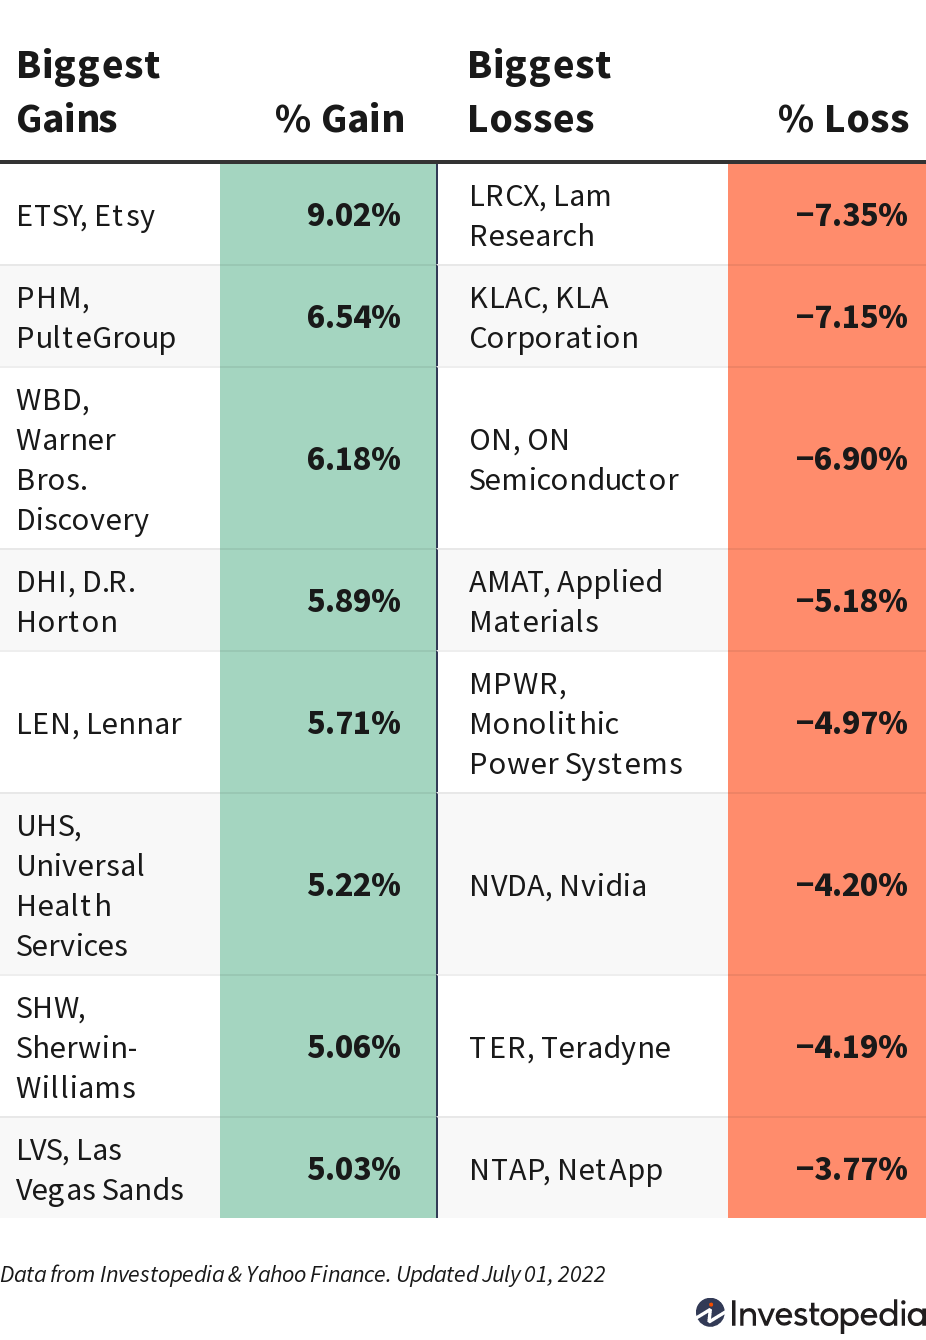 Biggest
Gains
% Gain
Biggest
Losses
% Loss
ETSY, Etsy
9.02%
LRCX, Lam
Research
−7.35%
PHM,
PulteGroup
6.54%
KLAC, KLA
Corporation
−7.15%
WBD,
Warner
Bros.
Discovery
6.18%
ON, ON
Semiconductor
−6.90%
DHI, D.R.
Horton
5.89%
AMAT, Applied
Materials
−5.18%
LEN, Lennar
5.71%
MPWR,
Monolithic
Power Systems
−4.97%
UHS,
Universal
Health
Services
5.22%
NVDA, Nvidia
−4.20%
SHW,
Sherwin-
Williams
5.06%
TER, Teradyne
−4.19%
LVS, Las
Vegas Sands
5.03%
NTAP, NetApp
−3.77%
Data from Investopedia & Yahoo Finance. Updated July 01, 2022
Investopedia